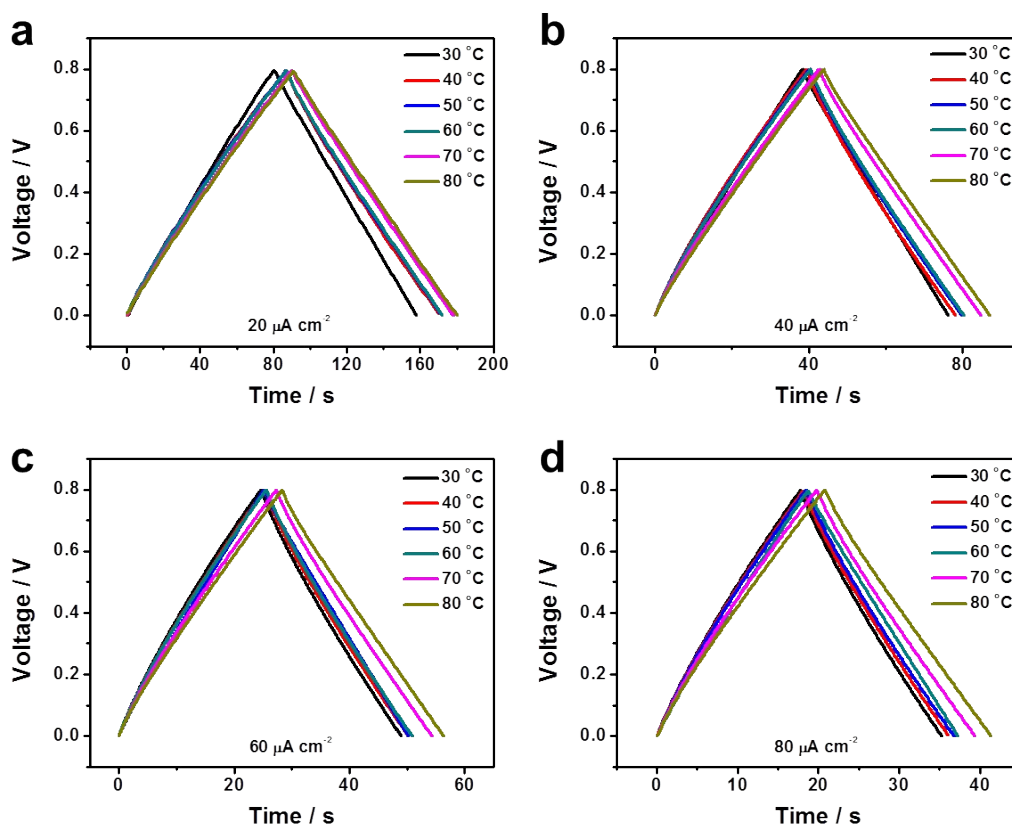 a
Voltage / V
0.8
0.6
0.4
0.2
0.0
30 °C
40 °C
50 °C
60 °C
70 °C
80 °C
20 µA cm⁻²
0 40 80 120 160 200
Time / s
b
Voltage / V
0.8
0.6
0.4
0.2
0.0
30 °C
40 °C
50 °C
60 °C
70 °C
80 °C
40 µA cm⁻²
0 20 40 60 80
Time / s
c
Voltage / V
0.8
0.6
0.4
0.2
0.0
30 °C
40 °C
50 °C
60 °C
70 °C
80 °C
60 µA cm⁻²
0 20 40 60
Time / s
d
Voltage / V
0.8
0.6
0.4
0.2
0.0
30 °C
40 °C
50 °C
60 °C
70 °C
80 °C
80 µA cm⁻²
0 10 20 30 40
Time / s